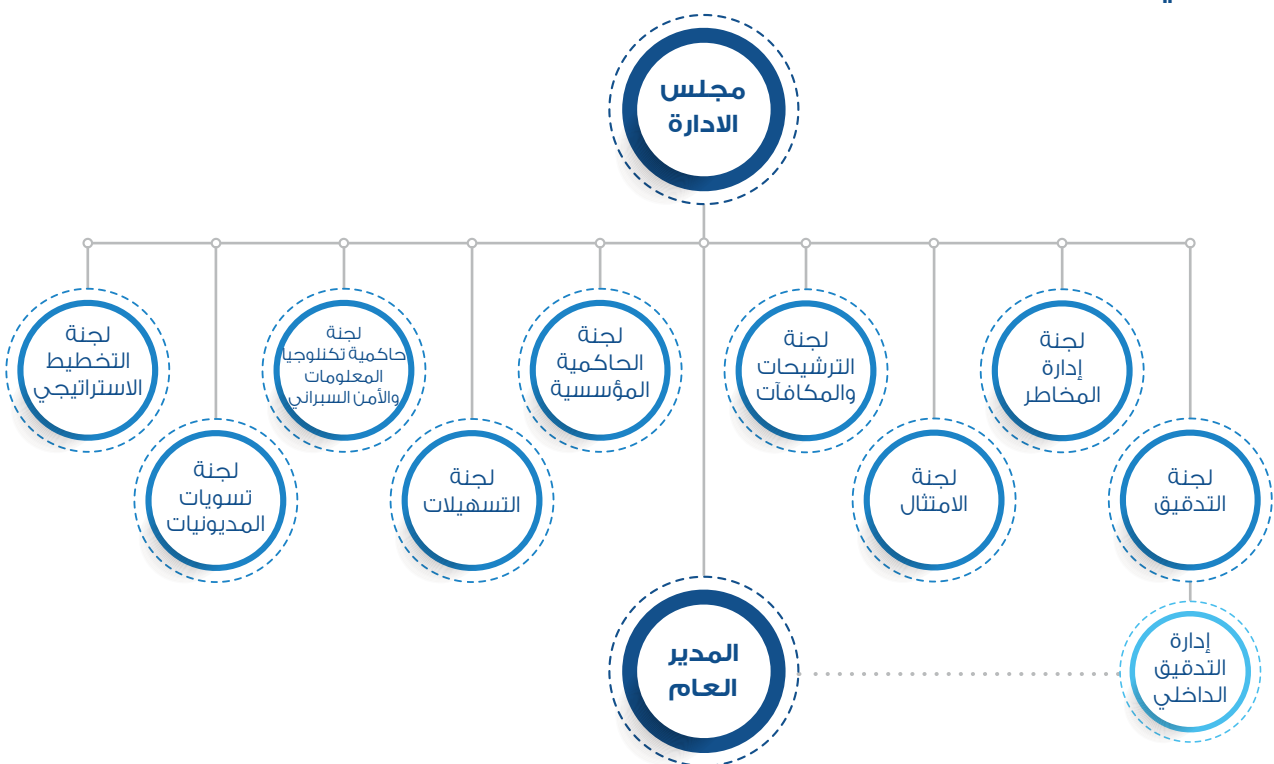 مجلس
الادارة
لجنة
إدارة
المخاطر
لجنة
الترشيحات
والمكافآت
لجنة
الحاكمية
المؤسسية
لجنة
حاكمية تكنلوجيا
المعلومات
والأمن السبراني
لجنة
التخطيط
الاستراتيجي
لجنة
التدقيق
لجنة
الامتثال
لجنة
التسهيلات
لجنة
تسويات
المديونيات
إدارة
التدقيق
الداخلي
المدير
العام